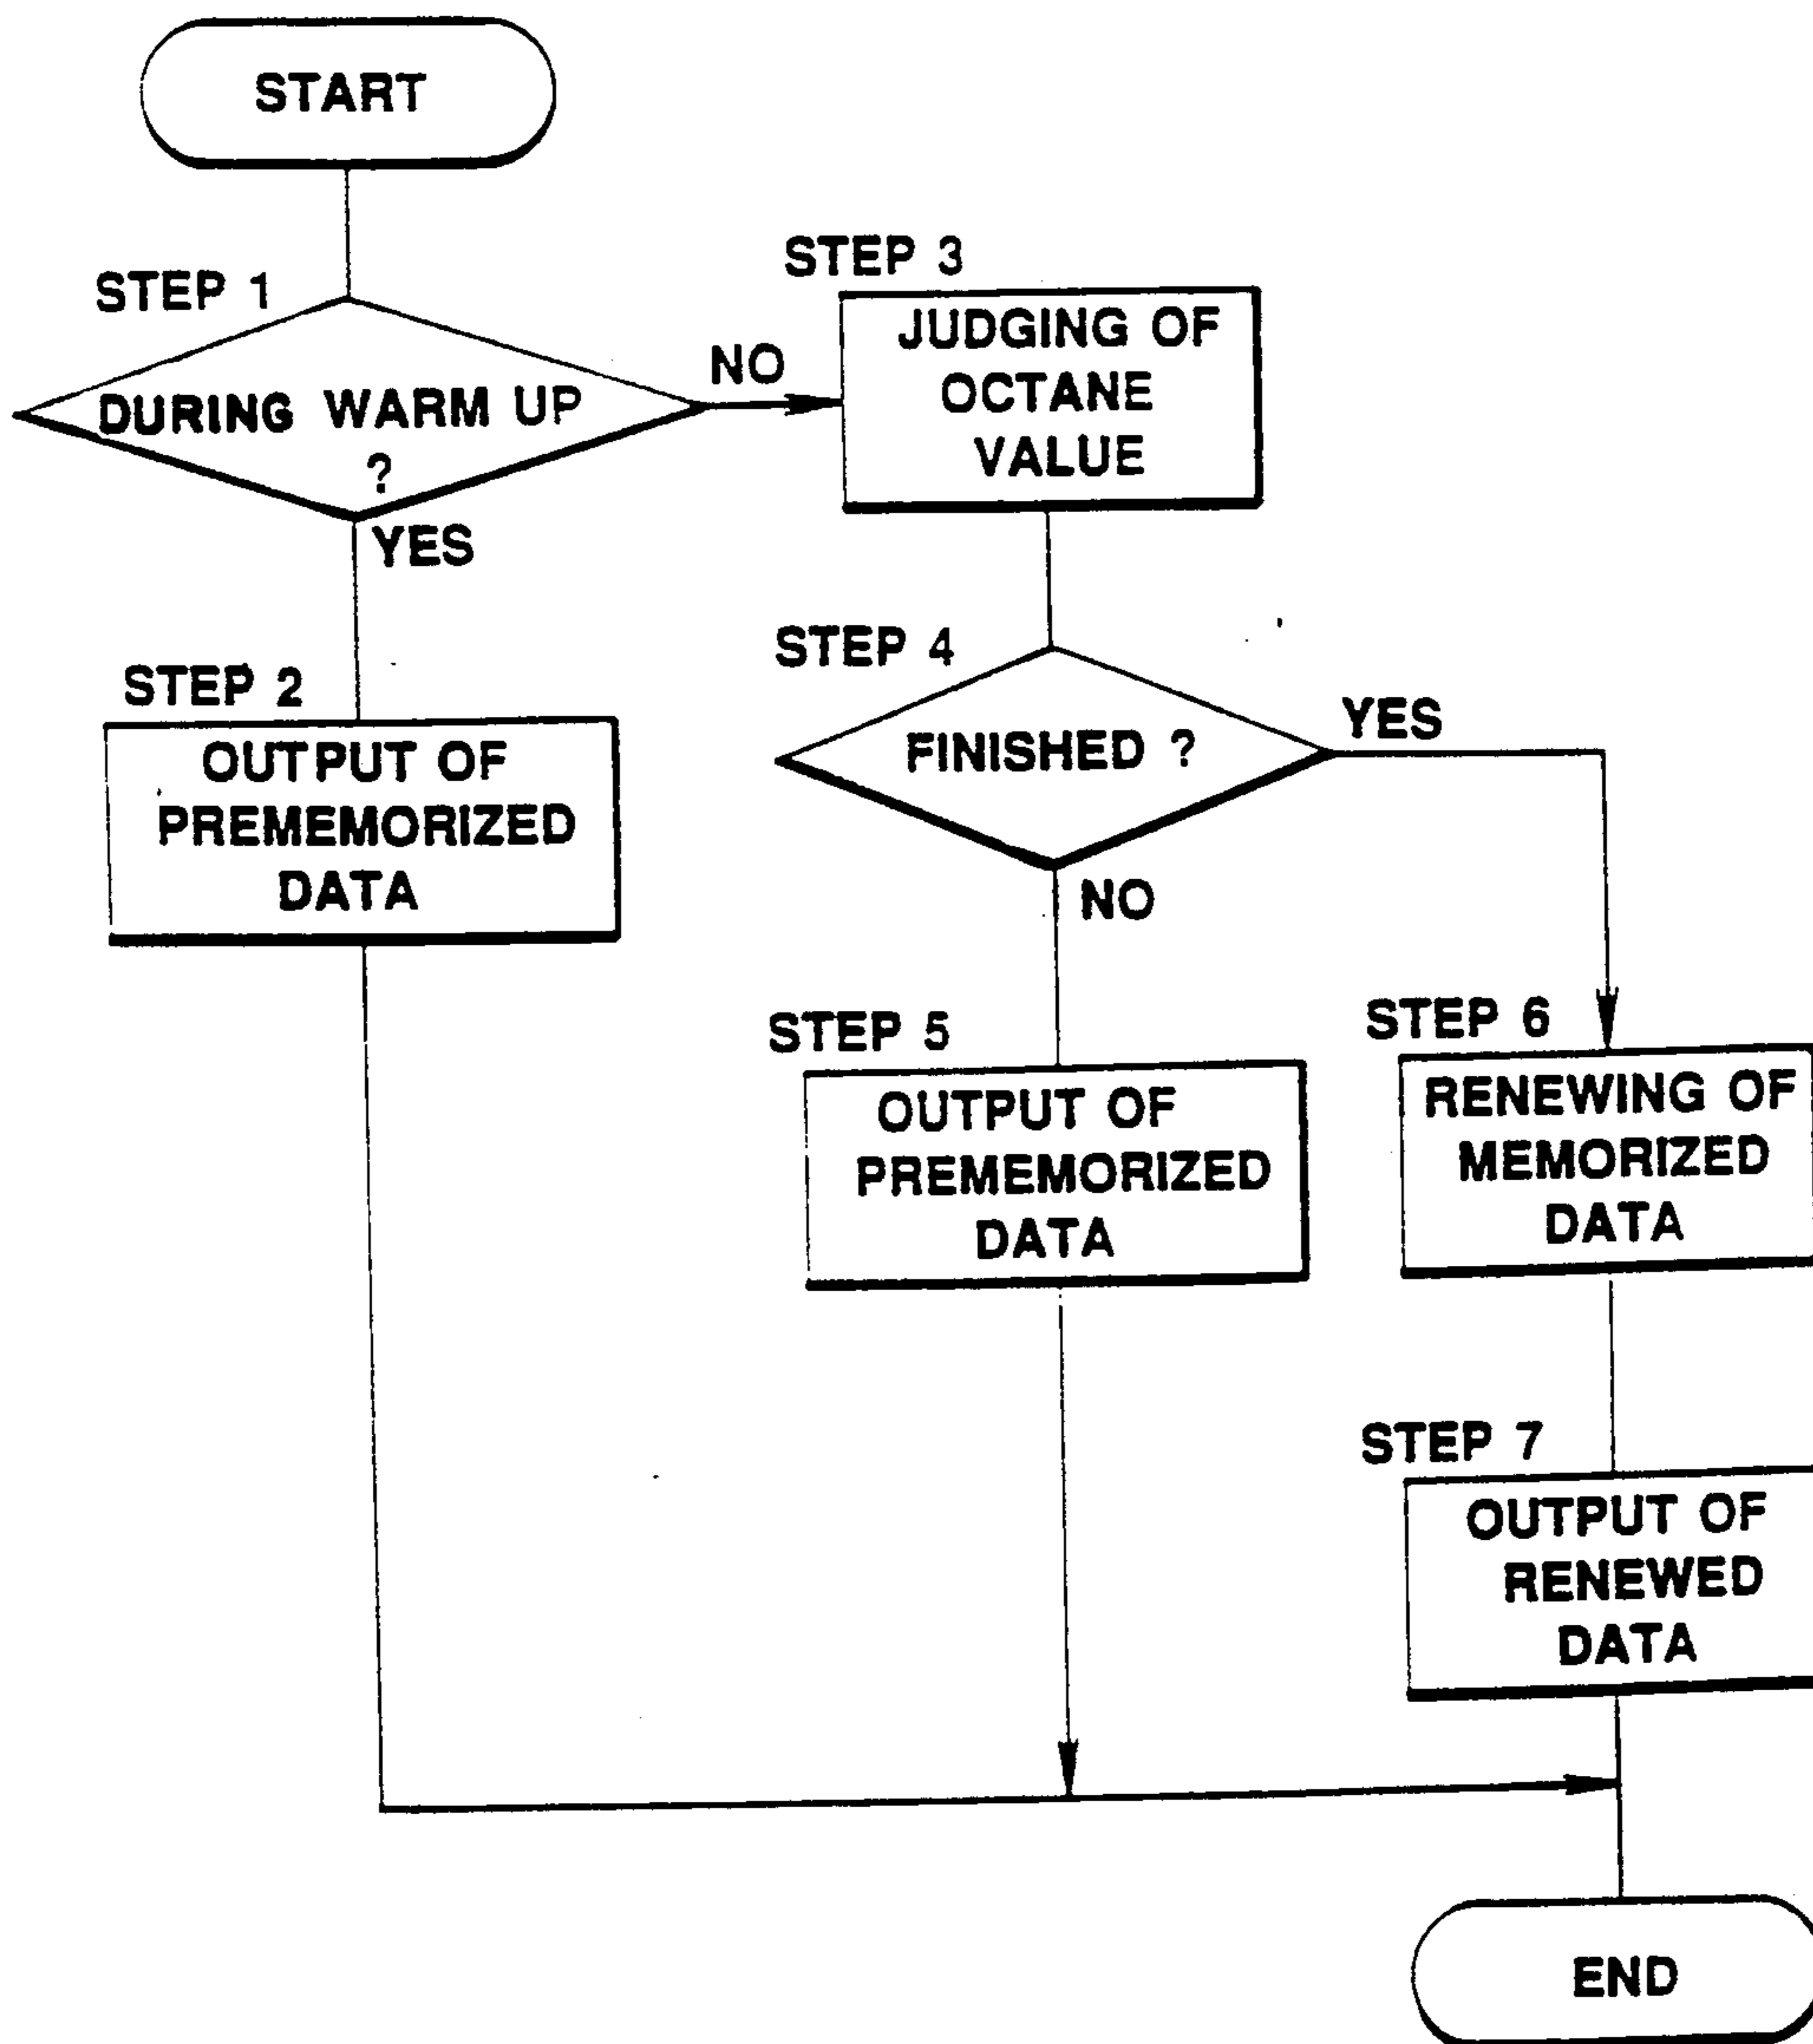 START
STEP 1
DURING WARM UP
?
NO
YES
STEP 2
OUTPUT OF
PREMEMORIZED
DATA
STEP 3
JUDGING OF
OCTANE
VALUE
STEP 4
FINISHED ?
YES
NO
STEP 5
OUTPUT OF
PREMEMORIZED
DATA
STEP 6
RENEWING OF
MEMORIZED
DATA
STEP 7
OUTPUT OF
RENEWED
DATA
END